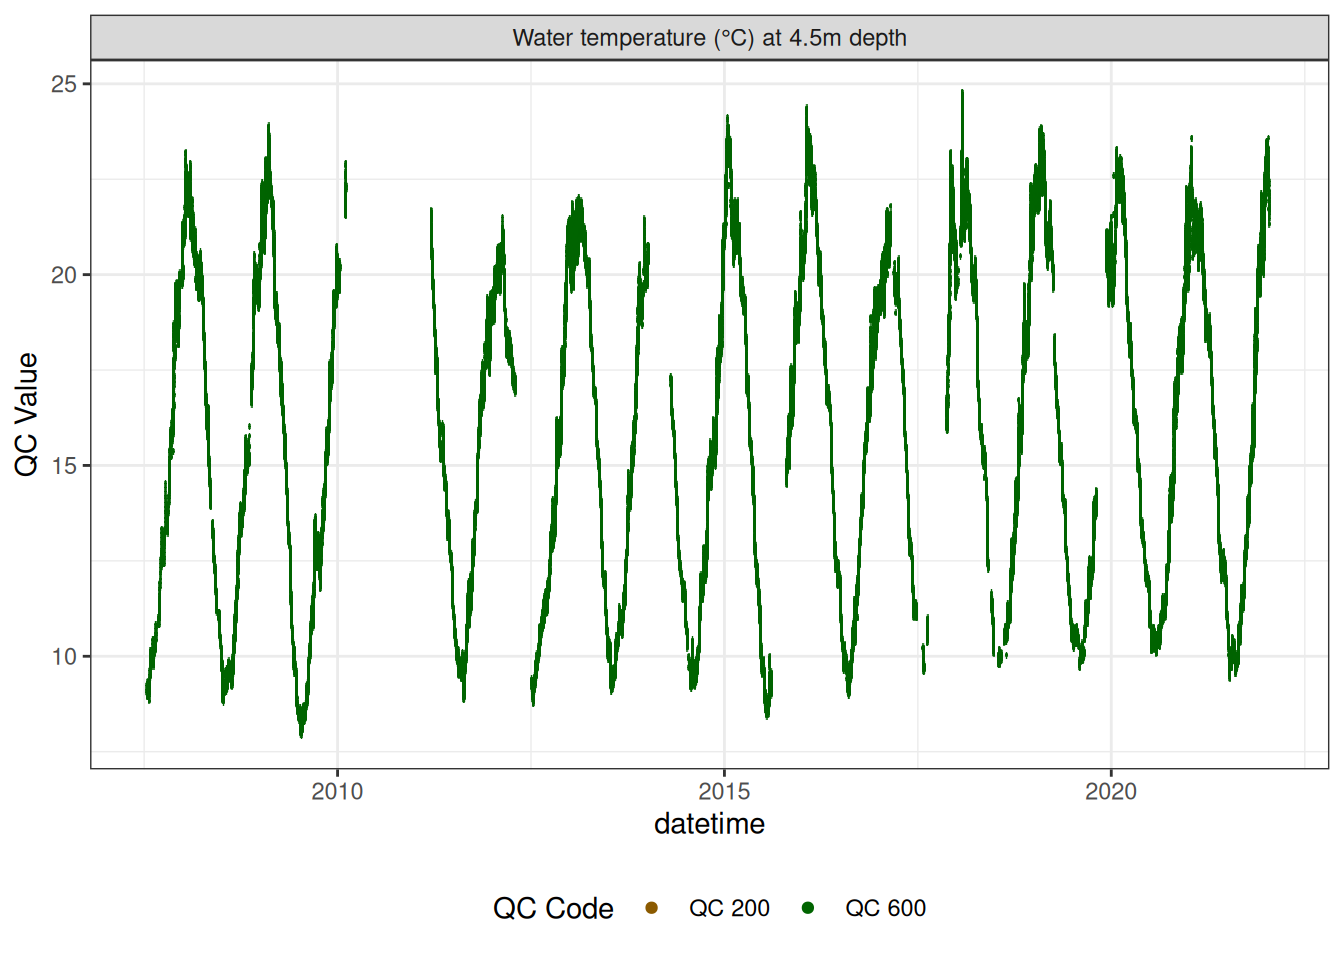 Water temperature (°C) at 4.5m depth
25
20
15
10
QC Value
2010 2015 2020
datetime
QC Code QC 200 QC 600